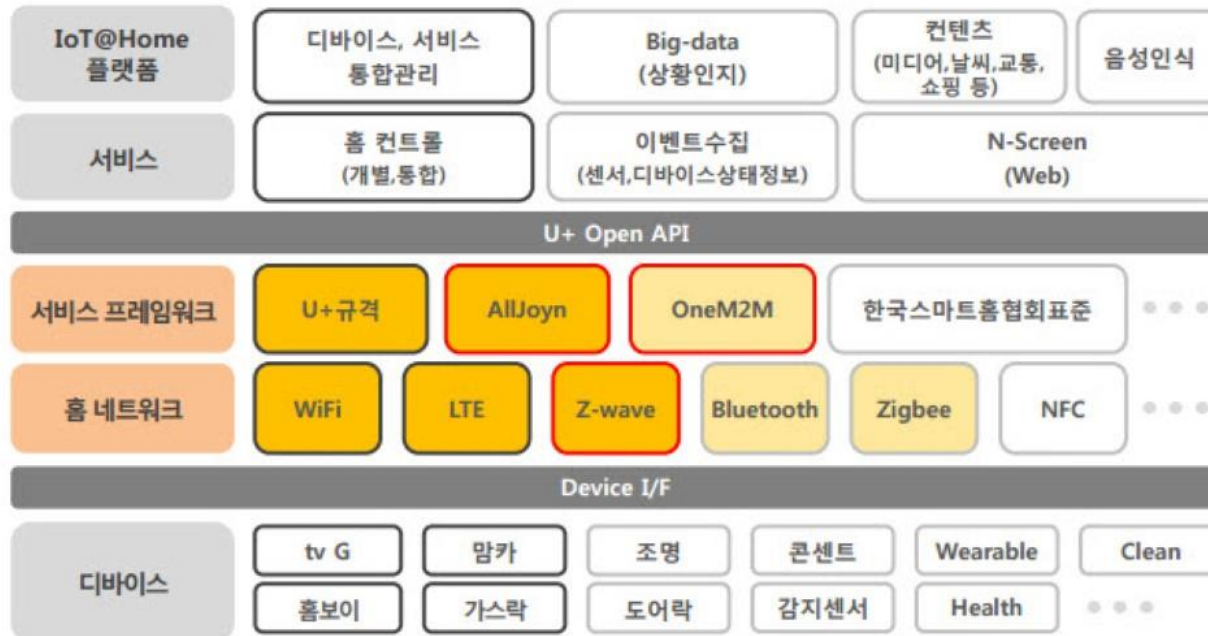 IoT@Home
플랫폼
디바이스, 서비스
통합관리
Big-data
(상황인지)
컨텐츠
(미디어,날씨,교통,
쇼핑 등)
음성인식
서비스
홈 컨트롤
(개별,통합)
이벤트수집
(센서,디바이스상태정보)
N-Screen
(Web)
U+ Open API
서비스 프레임워크
U+규격
AllJoyn
OneM2M
한국스마트홈협회표준
홈 네트워크
WiFi
LTE
Z-wave
Bluetooth
Zigbee
NFC
Device I/F
디바이스
tv G
맘카
조명
콘센트
Wearable
Clean
홈보이
가스락
도어락
감지센서
Health